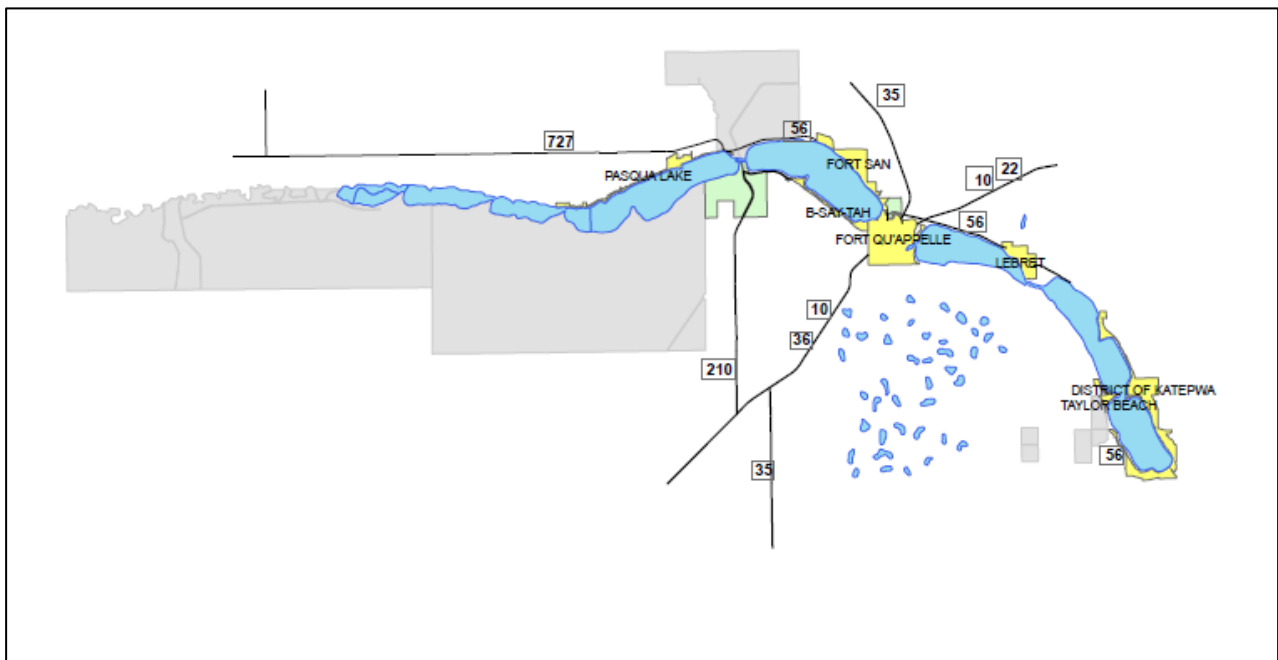 35
56
727
FORT SAN
PASQUA LAKE
10
22
B-SAY-TAH
56
FORT QU'APPELLE
LEBRET
10
36
210
DISTRICT OF KATEPWA
TAYLOR BEACH
56
35